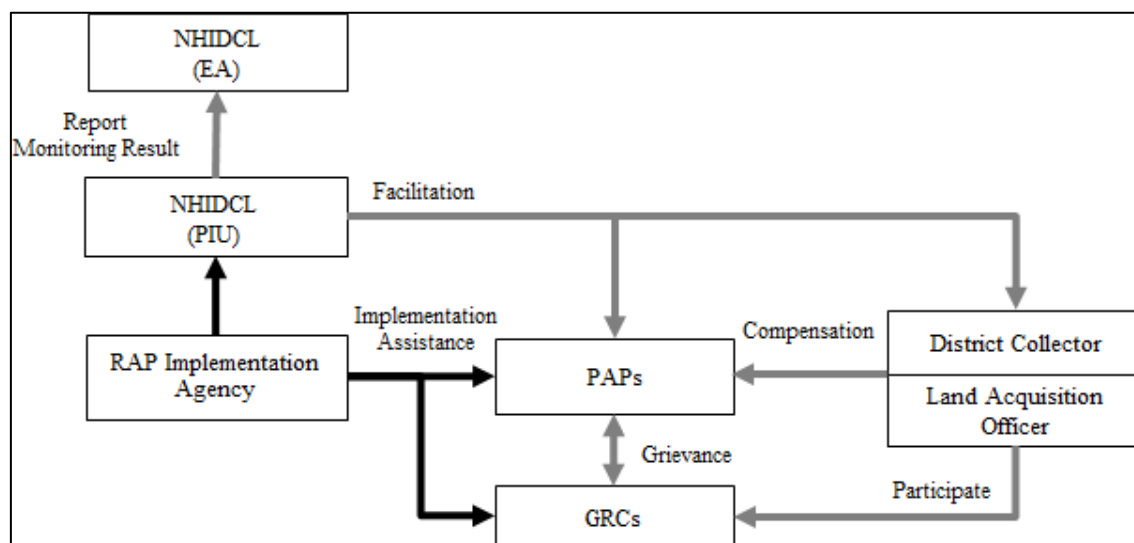 NHIDCL
(EA)
Report
Monitoring Result
NHIDCL
(PIU)
Facilitation
Implementation
Assistance
Compensation
RAP Implementation
Agency
PAPs
District Collector
Land Acquisition
Officer
Grievance
Participate
GRCs